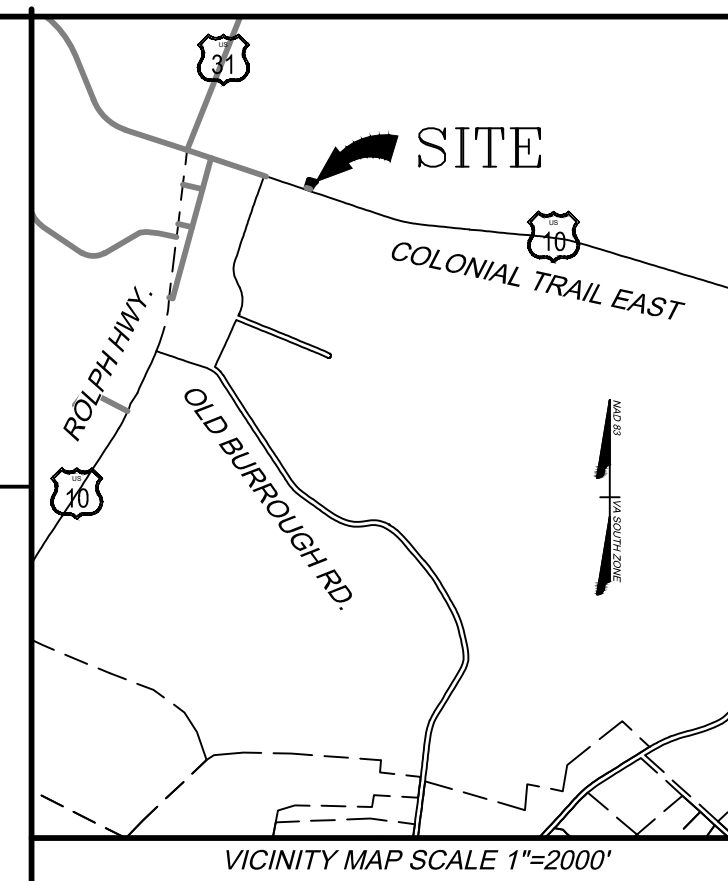 US
31
SITE
US
10
COLONIAL TRAIL EAST
ROLPH HWY.
OLD BURROUGH RD.
NAD 83
VA SOUTH ZONE
US
10
VICINITY MAP SCALE 1"=2000'